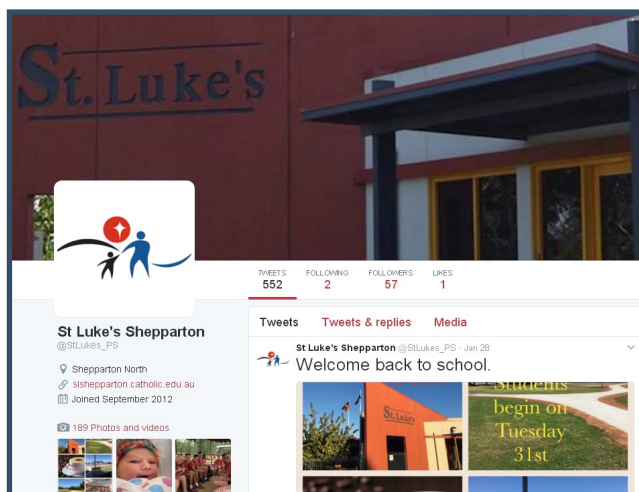 St. Luke's
TWEETS FOLLOWING FOLLOWERS LIKES
552 2 57 1
St Luke's Shepparton
@StLukes_PS
Shepparton North
slshepparton.catholic.edu.au
Joined September 2012
189 Photos and videos
Tweets Tweets & replies Media
St Luke's Shepparton @StLukes_PS · Jan 28
Welcome back to school.
St. Luke's
Students
begin on
Tuesday
31st